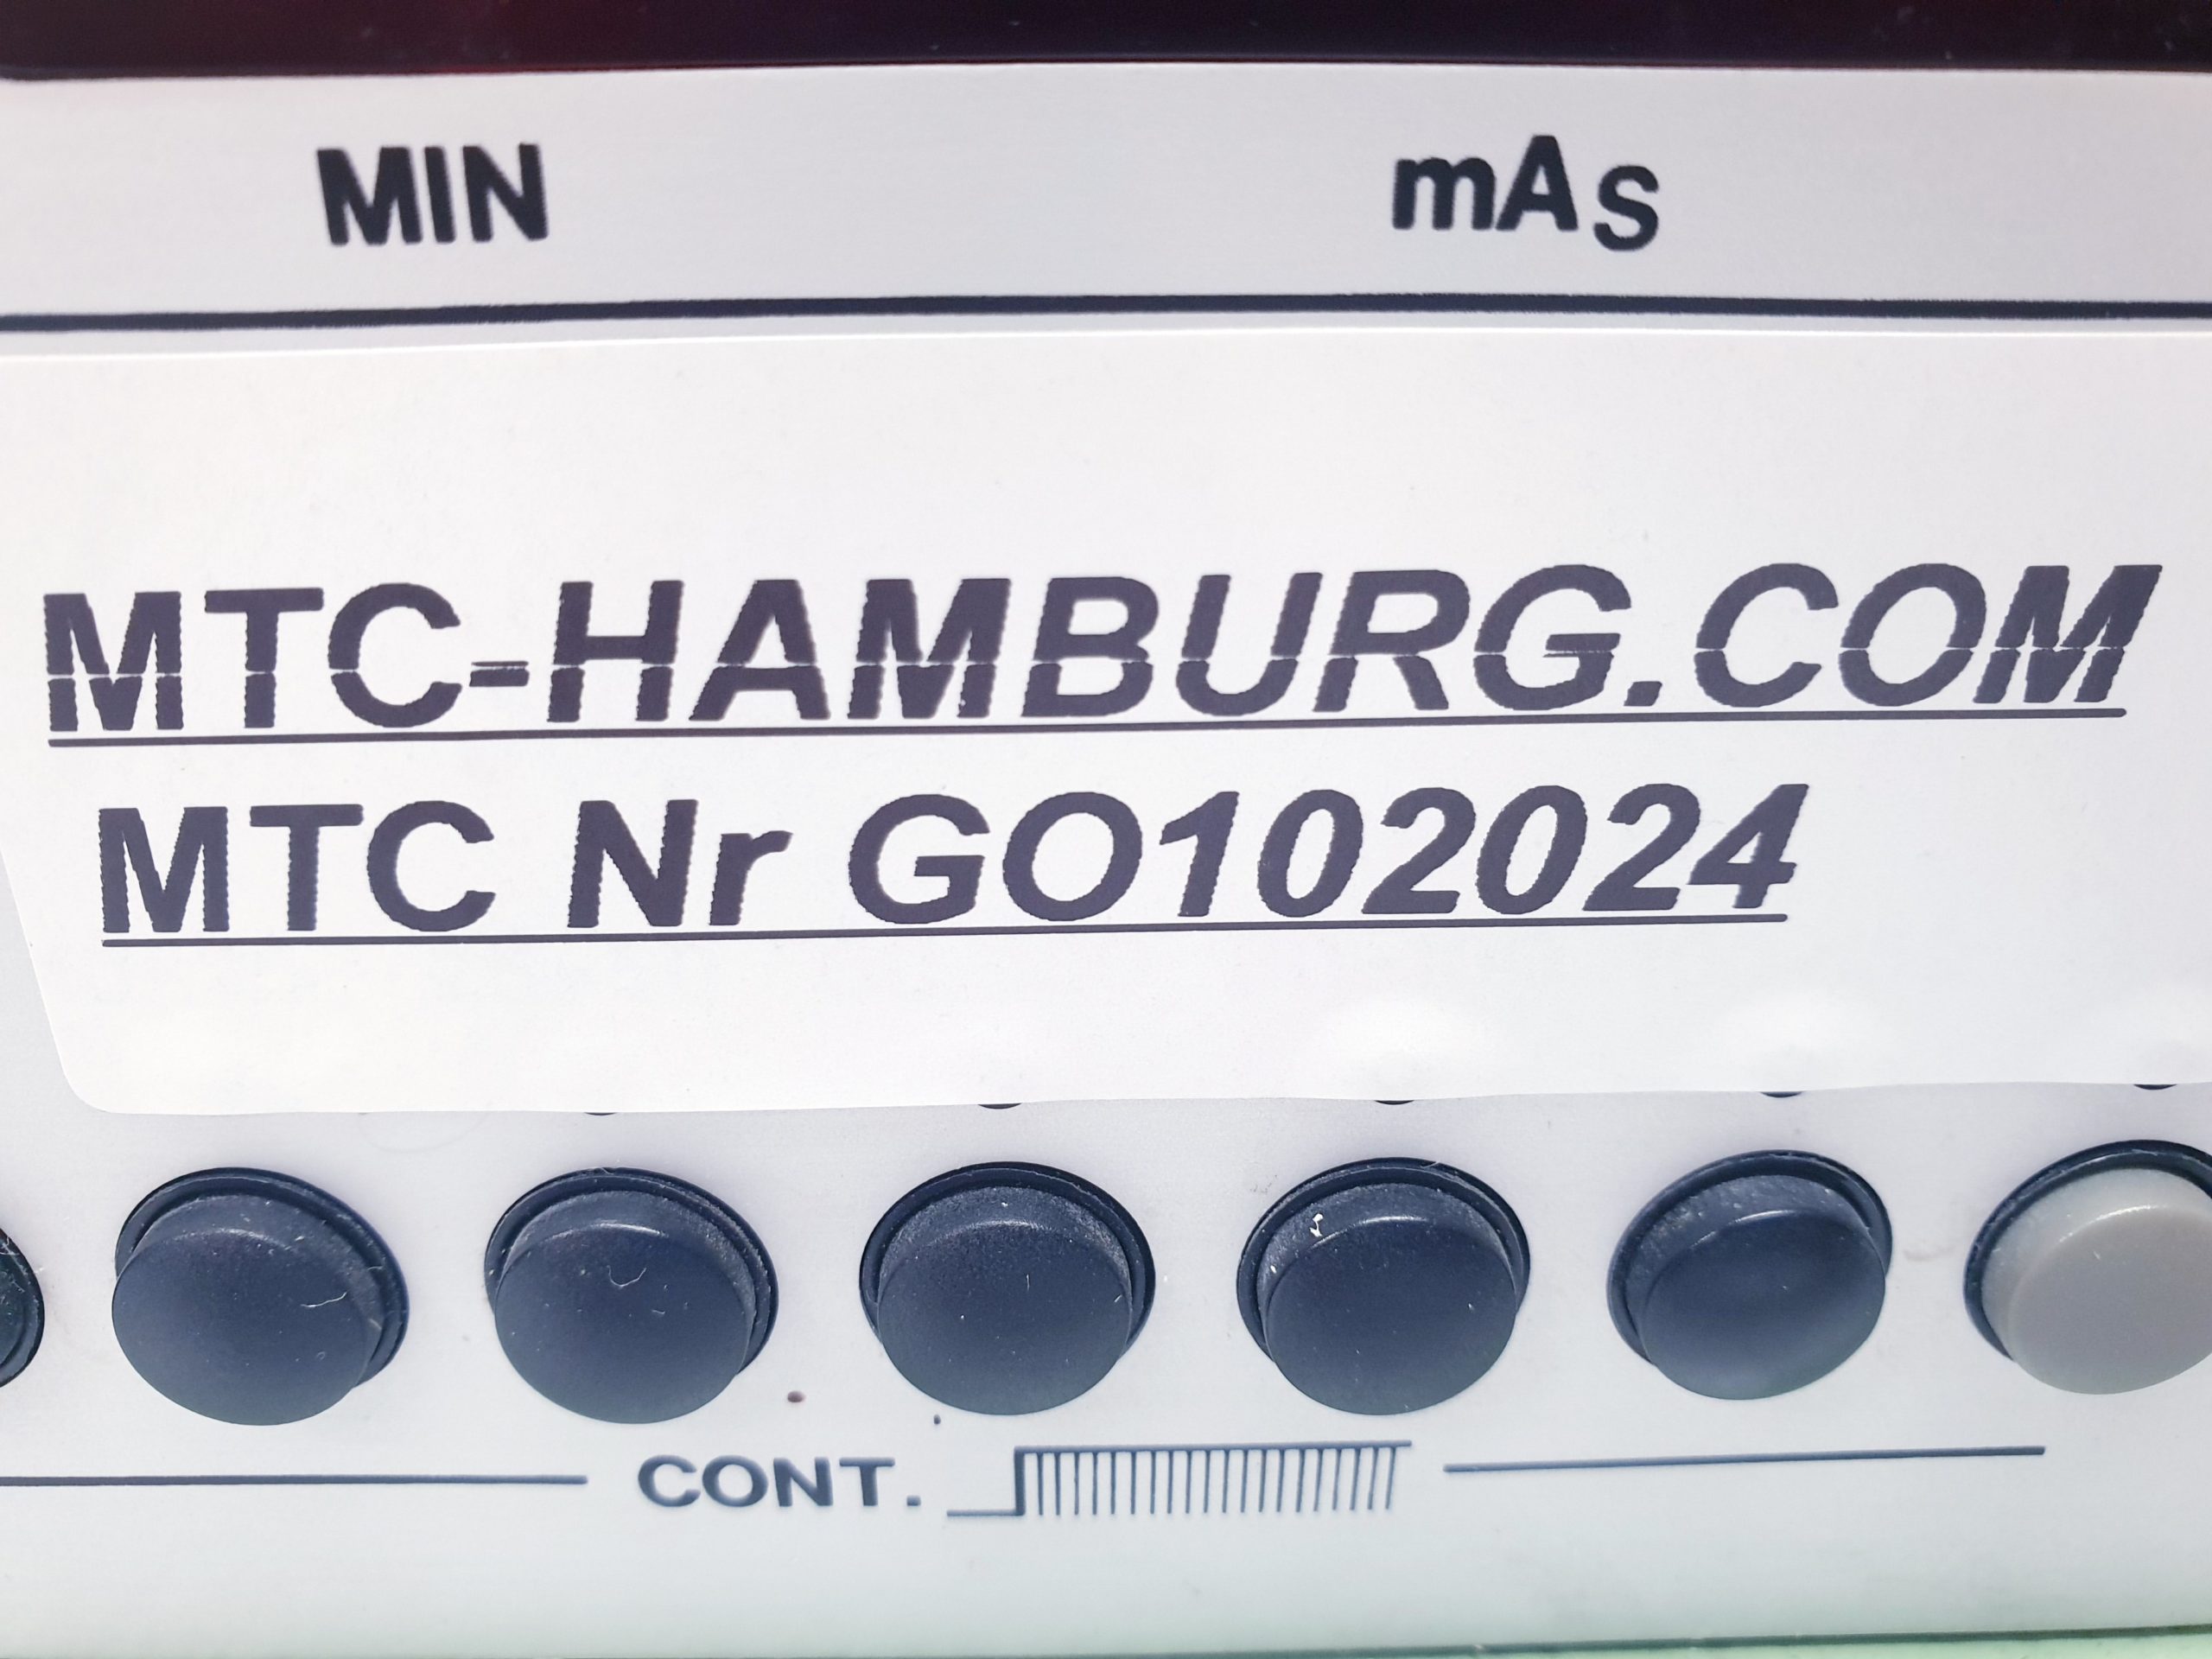 MIN mAs
MTC-HAMBURG.COM
MTC Nr GO102024
CONT.